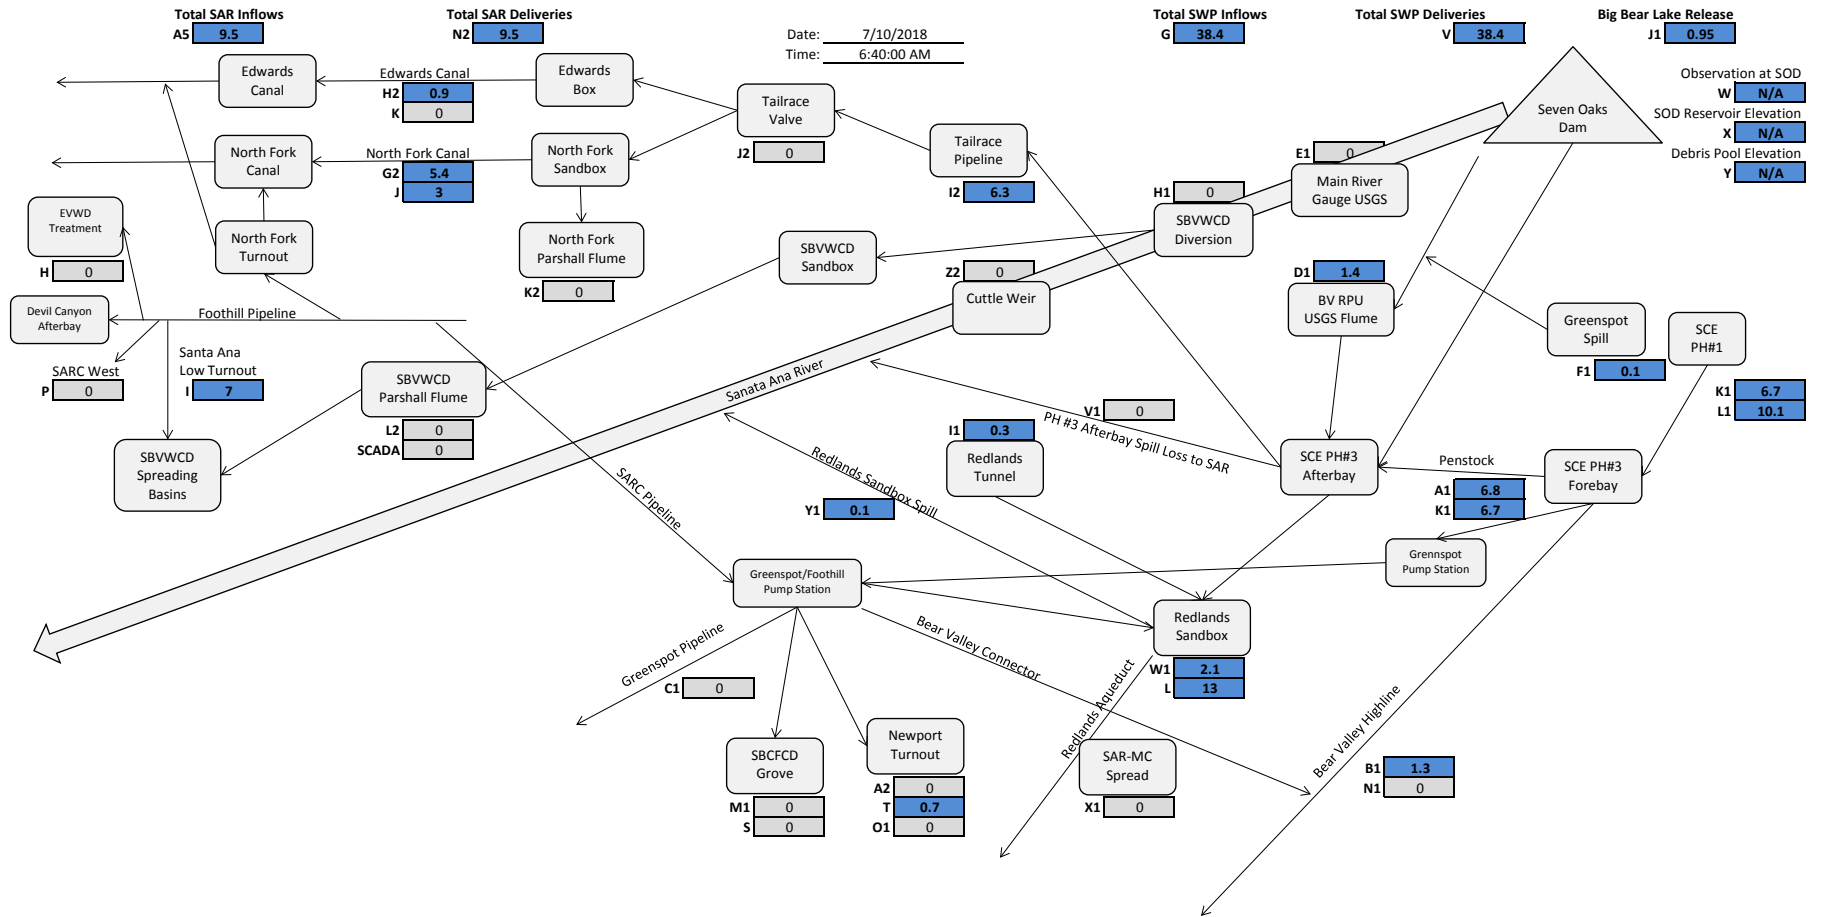 Total SAR Inflows
A5 9.5
Total SAR Deliveries
N2 9.5
Date: 7/10/2018
Time: 6:40:00 AM
Total SWP Inflows
G 38.4
Total SWP Deliveries
V 38.4
Big Bear Lake Release
J1 0.95
Edwards
Canal
Edwards Canal
H2 0.9
K 0
Edwards
Box
Tailrace
Valve
J2 0
Tailrace
Pipeline
I2 6.3
Seven Oaks
Dam
Observation at SOD
W N/A
SOD Reservoir Elevation
X N/A
Debris Pool Elevation
Y N/A
North Fork
Canal
North Fork Canal
G2 5.4
J 3
North Fork
Sandbox
E1 0
Main River
Gauge USGS
H1 0
SBVWCD
Diversion
EVWD
Treatment
H 0
North Fork
Turnout
North Fork
Parshall Flume
K2 0
SBVWCD
Sandbox
Z2 0
Cuttle Weir
D1 1.4
BV RPU
USGS Flume
Greenspot
Spill
F1 0.1
SCE
PH#1
K1 6.7
L1 10.1
Devil Canyon
Afterbay
Foothill Pipeline
SARC West
P 0
Santa Ana
Low Turnout
I 7
SBVWCD
Parshall Flume
L2 0
SCADA 0
Sanata Ana River
V1 0
PH #3 Afterbay Spill Loss to SAR
I1 0.3
Redlands
Tunnel
SBVWCD
Spreading
Basins
SARC Pipeline
Redlands Sandbox Spill
Y1 0.1
SCE PH#3
Afterbay
Penstock
A1 6.8
K1 6.7
SCE PH#3
Forebay
Grennspot
Pump Station
Greenspot/Foothill
Pump Station
Redlands
Sandbox
W1 2.1
L 13
Greenspot Pipeline
C1 0
Bear Valley Connector
Redlands Aqueduct
Bear Valley Highline
SBCFCD
Grove
M1 0
S 0
Newport
Turnout
A2 0
T 0.7
O1 0
SAR-MC
Spread
X1 0
B1 1.3
N1 0